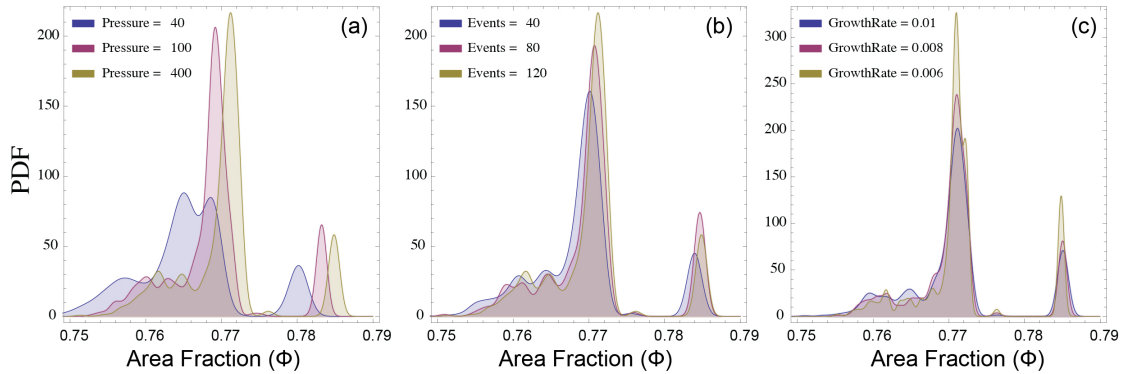 (a)
Pressure = 40
Pressure = 100
Pressure = 400
200
150
100
50
0
PDF
0.75 0.76 0.77 0.78 0.79
Area Fraction (Φ)
(b)
Events = 40
Events = 80
Events = 120
200
150
100
50
0
0.75 0.76 0.77 0.78 0.79
Area Fraction (Φ)
(c)
GrowthRate = 0.01
GrowthRate = 0.008
GrowthRate = 0.006
300
250
200
150
100
50
0
0.75 0.76 0.77 0.78 0.79
Area Fraction (Φ)